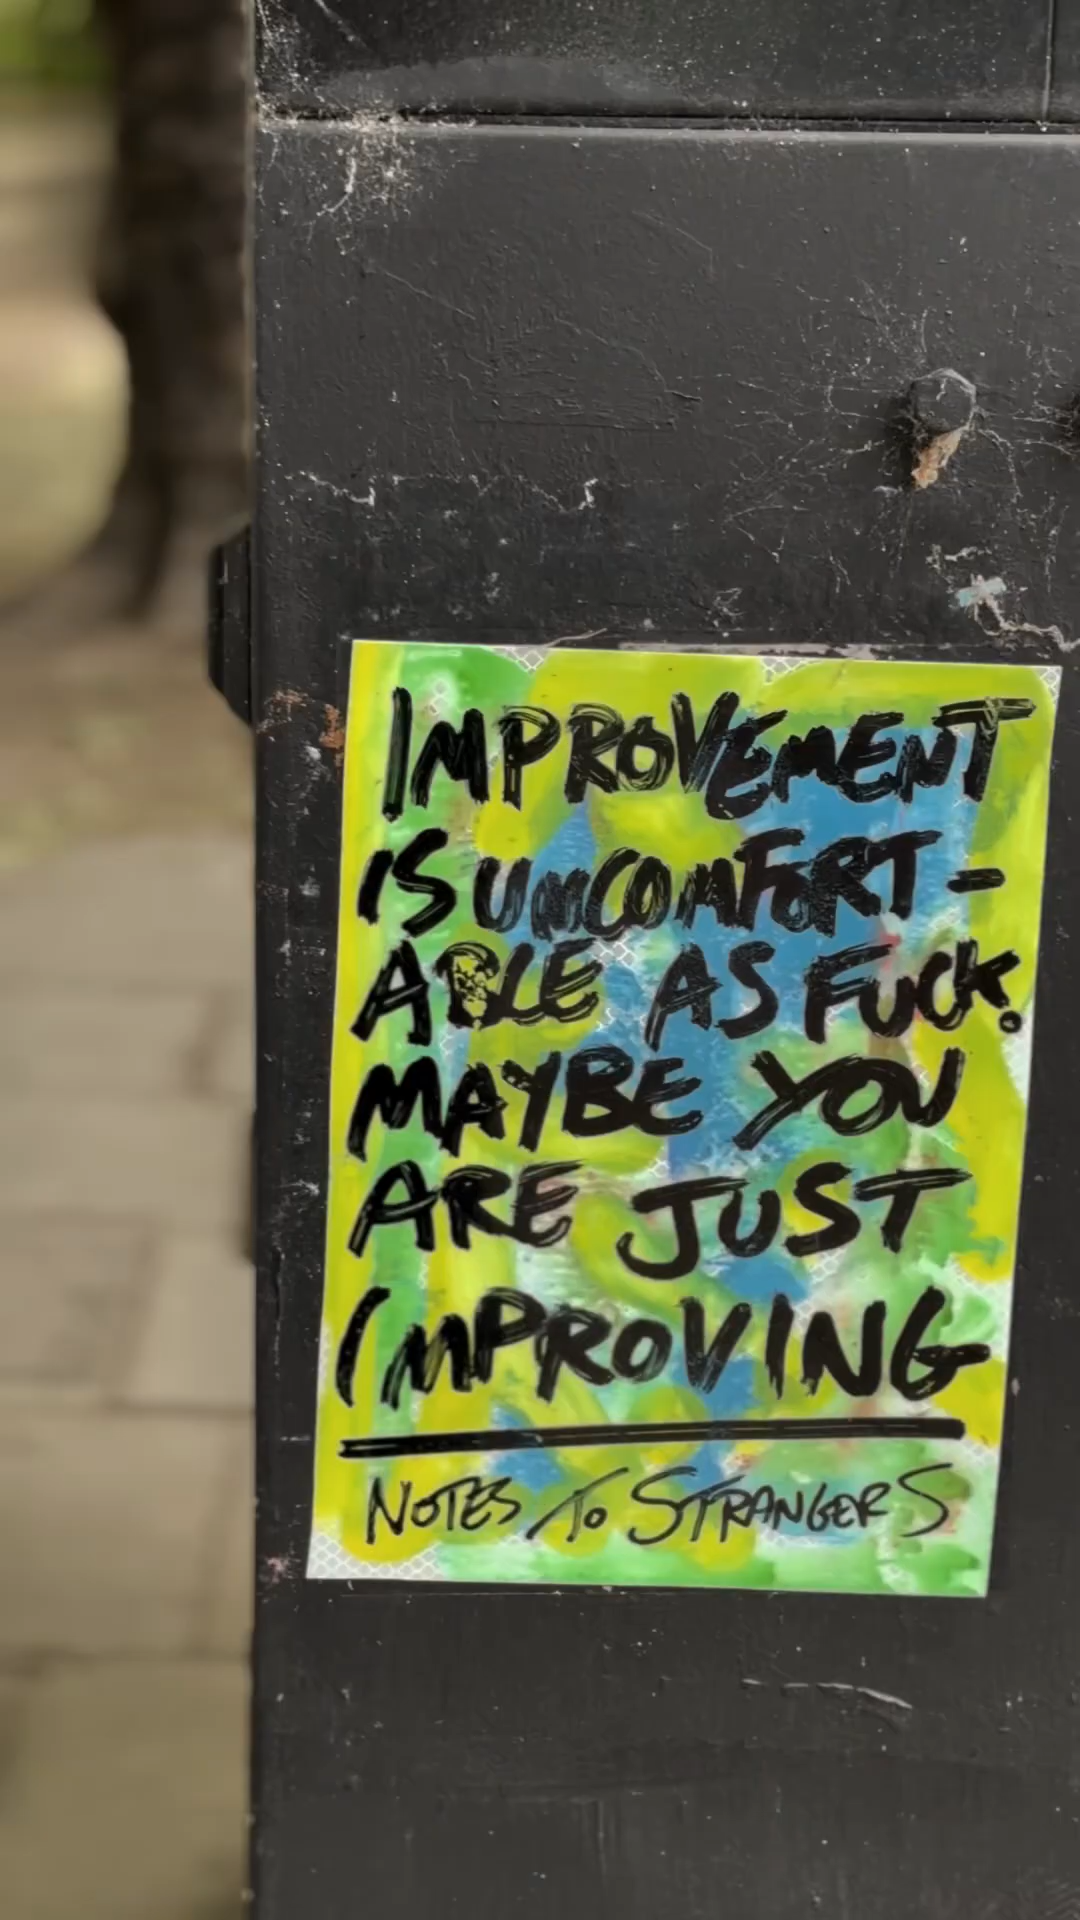 IMPROVEMENT
IS UNCOMFORT-
ABLE AS FUCK.
MAYBE YOU
ARE JUST
IMPROVING
NOTES TO STRANGERS